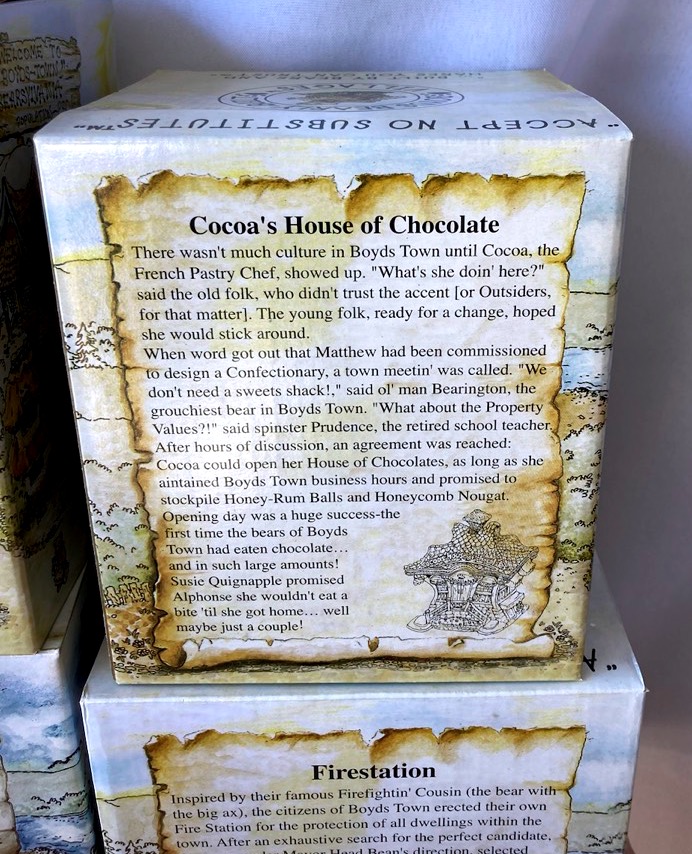 WELCOME TO
"ACCEPT NO SUBSTITUTES"™
Cocoa's House of Chocolate
There wasn't much culture in Boyds Town until Cocoa, the
French Pastry Chef, showed up. "What's she doin' here?"
said the old folk, who didn't trust the accent [or Outsiders,
for that matter]. The young folk, ready for a change, hoped
she would stick around.
When word got out that Matthew had been commissioned
to design a Confectionary, a town meetin' was called. "We
don't need a sweets shack!," said ol' man Bearington, the
grouchiest bear in Boyds Town. "What about the Property
Values?!" said spinster Prudence, the retired school teacher.
After hours of discussion, an agreement was reached:
Cocoa could open her House of Chocolates, as long as she
aintained Boyds Town business hours and promised to
stockpile Honey-Rum Balls and Honeycomb Nougat.
Opening day was a huge success-the
first time the bears of Boyds
Town had eaten chocolate…
and in such large amounts!
Susie Quignapple promised
Alphonse she wouldn't eat a
bite 'til she got home… well
maybe just a couple!
A "
Firestation
Inspired by their famous Firefightin' Cousin (the bear with
the big ax), the citizens of Boyds Town erected their own
Fire Station for the protection of all dwellings within the
town. After an exhaustive search for the perfect candidate,
Mayor Head Bean's direction, selected